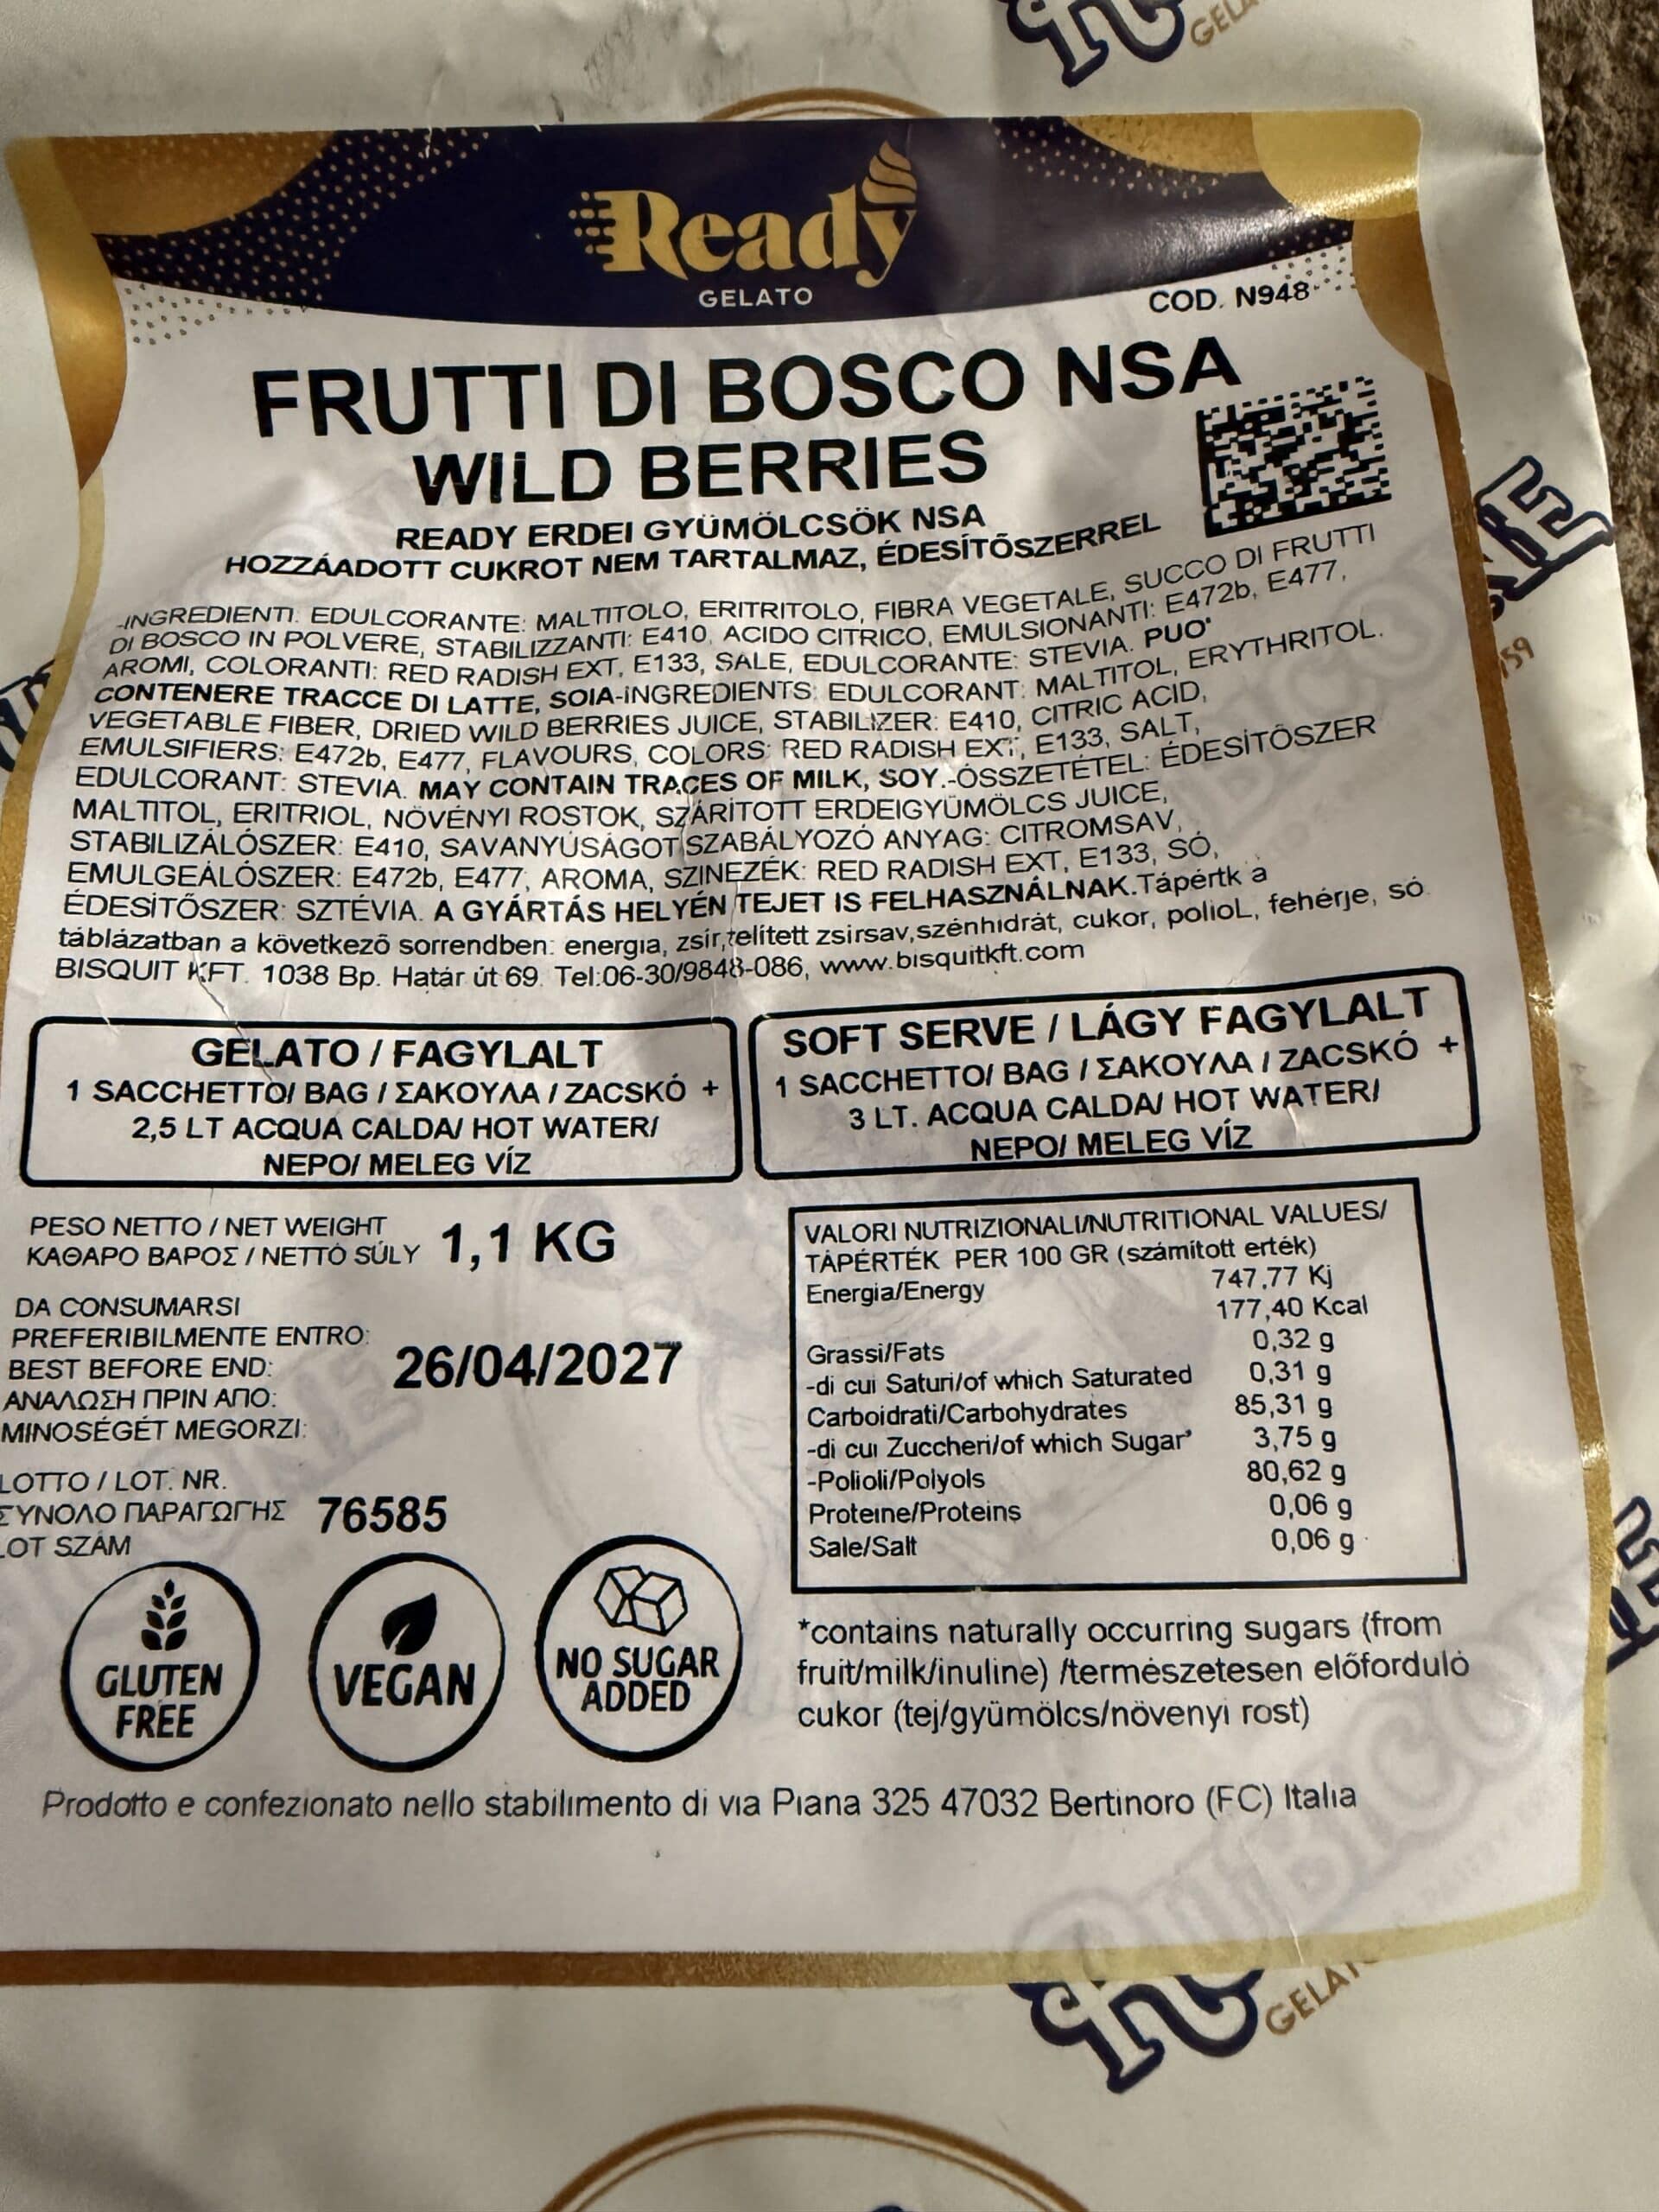 GELA
Ready
GELATO
COD. N948
FRUTTI DI BOSCO NSA
WILD BERRIES
READY ERDEI GYÜMÖLCSÖK NSA
HOZZÁADOTT CUKROT NEM TARTALMAZ, ÉDESÍTŐSZERREL
-INGREDIENTI. EDULCORANTE: MALTITOLO, ERITRITOLO, FIBRA VEGETALE, SUCCO DI FRUTTI
DI BOSCO IN POLVERE, STABILIZZANTI: E410, ACIDO CITRICO, EMULSIONANTI: E472b, E477,
AROMI, COLORANTI: RED RADISH EXT, E133, SALE, EDULCORANTE: STEVIA. PUO'
CONTENERE TRACCE DI LATTE, SOIA-INGREDIENTS: EDULCORANT: MALTITOL, ERYTHRITOL.
VEGETABLE FIBER, DRIED WILD BERRIES JUICE, STABILIZER: E410, CITRIC ACID,
EMULSIFIERS: E472b, E477, FLAVOURS, COLORS: RED RADISH EXT, E133, SALT,
EDULCORANT: STEVIA. MAY CONTAIN TRACES OF MILK, SOY.-ÖSSZETÉTEL: ÉDESÍTŐSZER
MALTITOL, ERITRIOL, NÖVÉNYI ROSTOK, SZÁRÍTOTT ERDEIGYÜMÖLCS JUICE,
STABILIZÁLÓSZER: E410, SAVANYÚSÁGOT SZABÁLYOZÓ ANYAG: CITROMSAV,
EMULGEÁLÓSZER: E472b, E477, AROMA, SZINEZÉK: RED RADISH EXT, E133, SÓ,
ÉDESÍTŐSZER: SZTÉVIA. A GYÁRTÁS HELYÉN TEJET IS FELHASZNÁLNAK.Tápértk a
táblázatban a következő sorrendben: energia, zsír,telített zsirsav,szénhidrát, cukor, polioL, fehérje, só
BISQUIT KFT. 1038 Bp. Határ út 69. Tel:06-30/9848-086, www.bisquitkft.com
GELATO / FAGYLALT
1 SACCHETTO/ BAG / ΣΑΚΟΥΛΑ / ZACSKÓ +
2,5 LT ACQUA CALDA/ HOT WATER/
ΝΕΡΟ/ MELEG VÍZ
SOFT SERVE / LÁGY FAGYLALT
1 SACCHETTO/ BAG / ΣΑΚΟΥΛΑ / ZACSKÓ +
3 LT. ACQUA CALDA/ HOT WATER/
ΝΕΡΟ/ MELEG VÍZ
PESO NETTO / NET WEIGHT
ΚΑΘΑΡΟ ΒΑΡΟΣ / NETTÓ SÚLY
1,1 KG
DA CONSUMARSI
PREFERIBILMENTE ENTRO:
BEST BEFORE END:
ΑΝΑΛΩΣΗ ΠΡΙΝ ΑΠΟ:
MINOSÉGÉT MEGORZI:
26/04/2027
LOTTO / LOT. NR.
ΣΥΝΟΛΟ ΠΑΡΑΓΩΓΗΣ
LOT SZÁM
76585
VALORI NUTRIZIONALI/NUTRITIONAL VALUES/
TÁPÉRTÉK PER 100 GR (számított erték)
Energia/Energy 747,77 Kj
177,40 Kcal
Grassi/Fats 0,32 g
-di cui Saturi/of which Saturated 0,31 g
Carboidrati/Carbohydrates 85,31 g
-di cui Zuccheri/of which Sugar* 3,75 g
-Polioli/Polyols 80,62 g
Proteine/Proteins 0,06 g
Sale/Salt 0,06 g
GLUTEN
FREE
VEGAN
NO SUGAR
ADDED
*contains naturally occurring sugars (from
fruit/milk/inuline) /természetesen előforduló
cukor (tej/gyümölcs/növenyi rost)
Prodotto e confezionato nello stabilimento di via Piana 325 47032 Bertinoro (FC) Italia